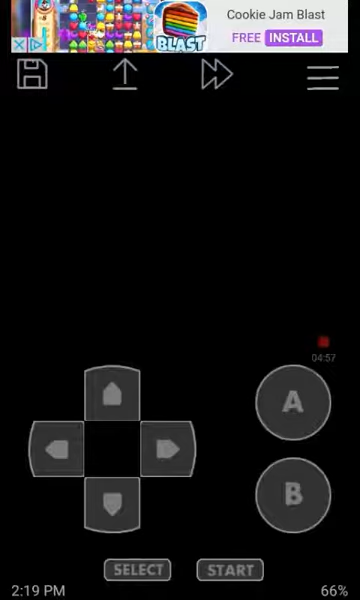 Cookie Jam Blast
BLAST
FREE INSTALL
04:57
A
B
SELECT START
2:19 PM 66%